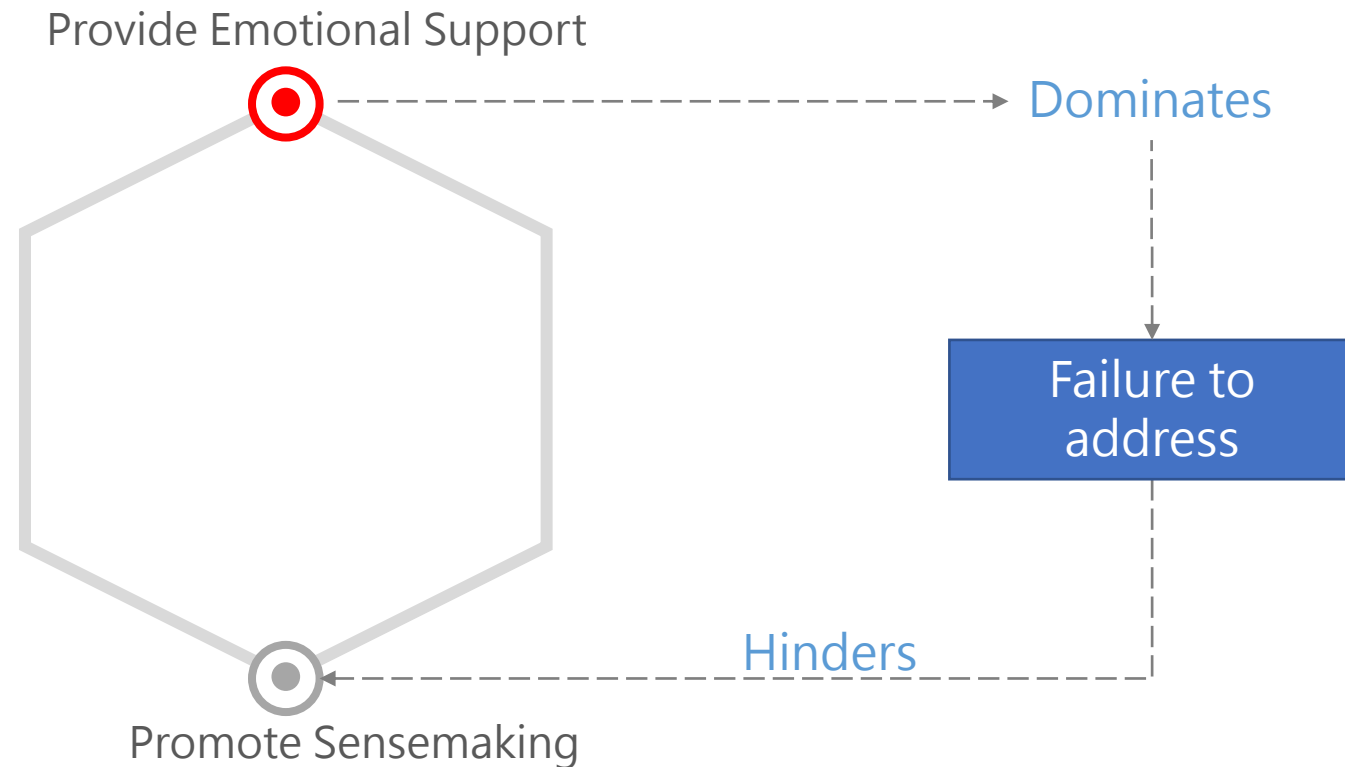 Provide Emotional Support
Dominates
Failure to
address
Hinders
Promote Sensemaking